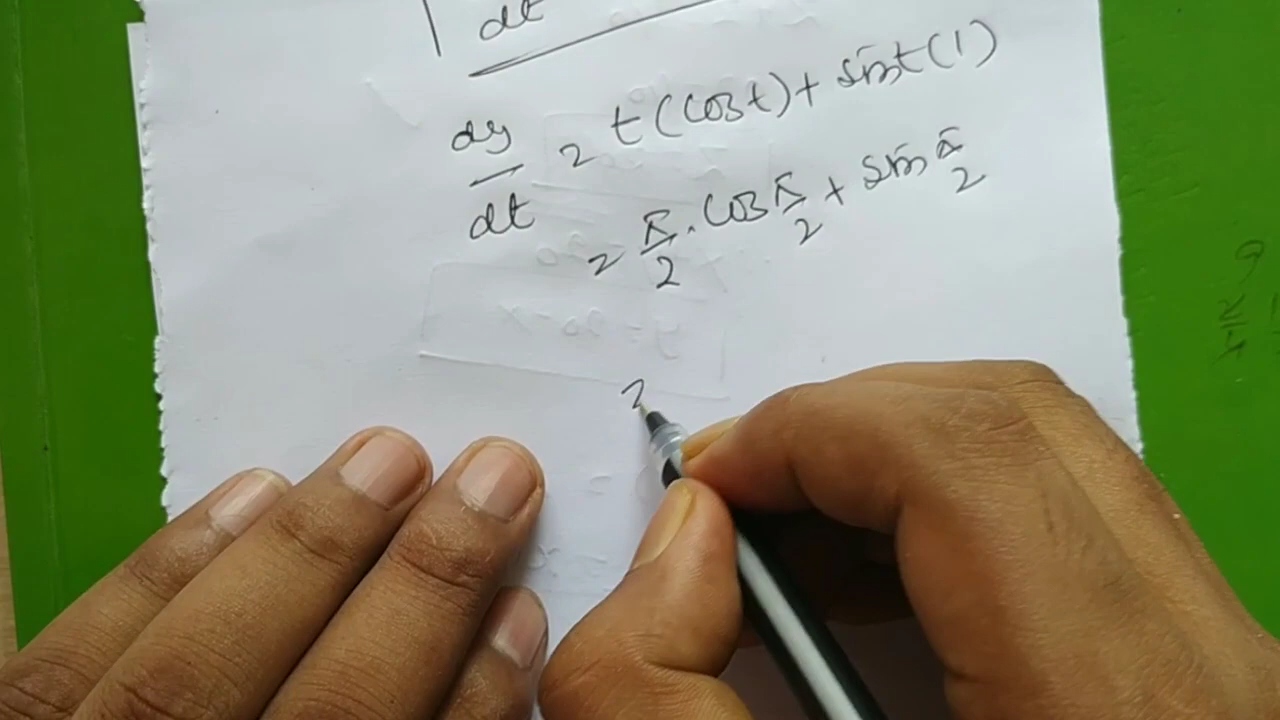 dt
dy/dt = t(cost) + sint(1)
= π/2 . cos π/2 + sin π/2
=